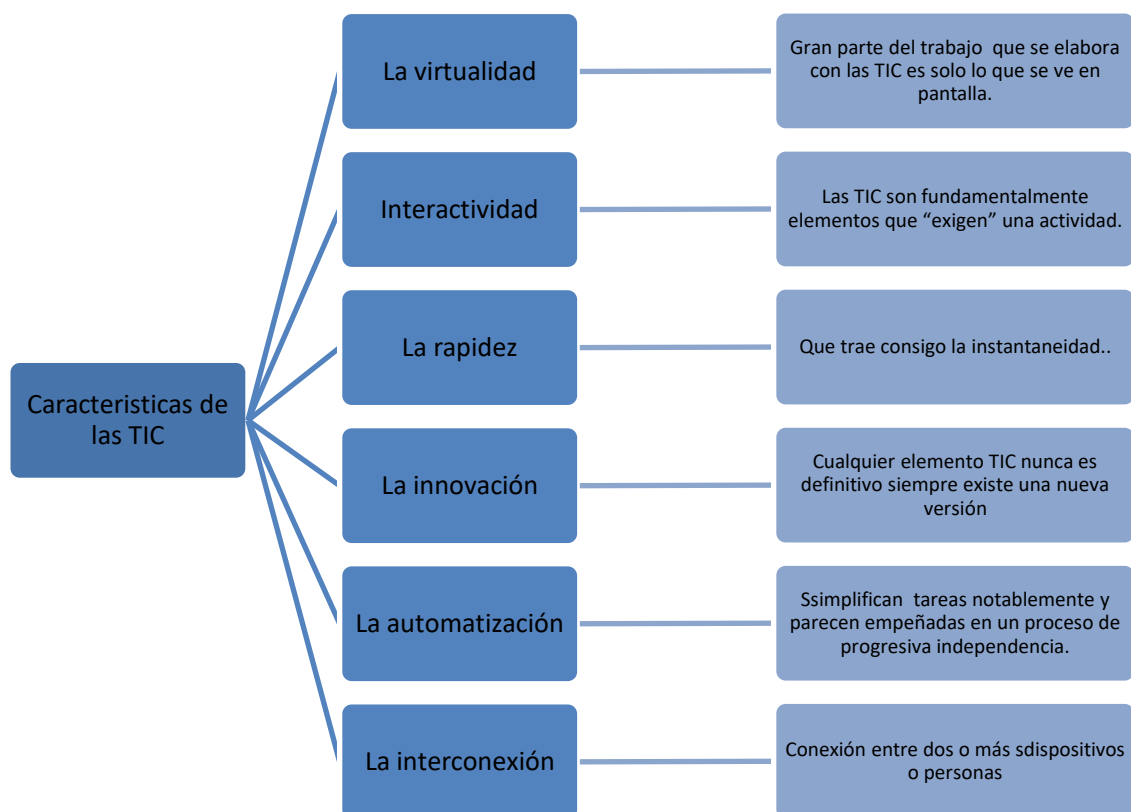 La virtualidad
Gran parte del trabajo  que se elabora
con las TIC es solo lo que se ve en
pantalla.
Interactividad
Las TIC son fundamentalmente
elementos que “exigen” una actividad.
La rapidez
Que trae consigo la instantaneidad..
Caracteristicas de
las TIC
La innovación
Cualquier elemento TIC nunca es
definitivo siempre existe una nueva
versión
La automatización
Ssimplifican  tareas notablemente y
parecen empeñadas en un proceso de
progresiva independencia.
La interconexión
Conexión entre dos o más sdispositivos
o personas